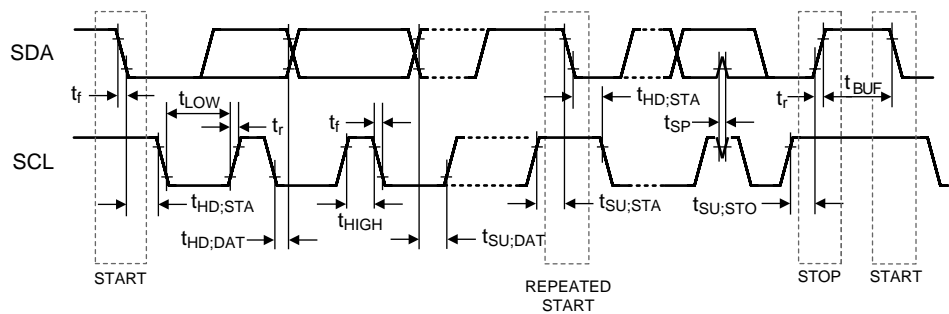 SDA
t_f
t_LOW
t_r
t_f
t_HD;STA
t_SP
t_r
t_BUF
SCL
t_HD;STA
t_HD;DAT
t_HIGH
t_SU;DAT
t_SU;STA
t_SU;STO
START
REPEATED
START
STOP
START